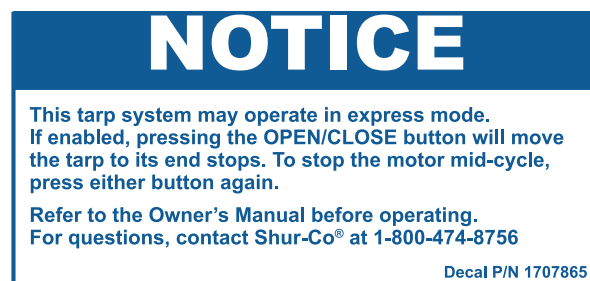 NOTICE
This tarp system may operate in express mode.
If enabled, pressing the OPEN/CLOSE button will move
the tarp to its end stops. To stop the motor mid-cycle,
press either button again.
Refer to the Owner’s Manual before operating.
For questions, contact Shur-Co® at 1-800-474-8756
Decal P/N 1707865